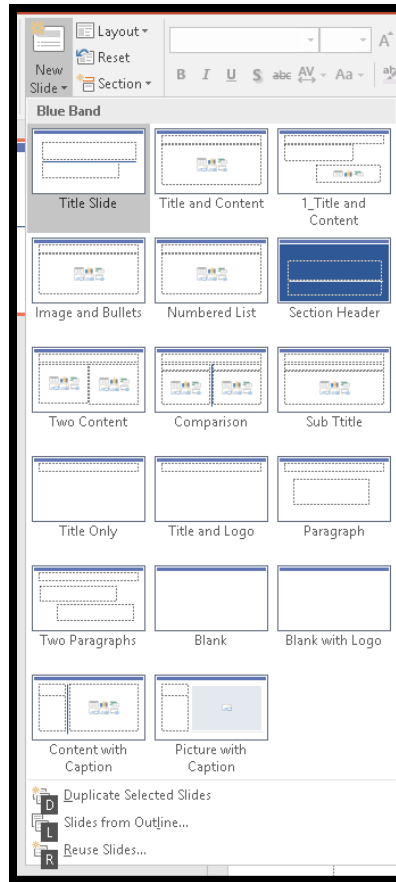 Layout
Reset
New
Slide
Section
B I U S abc AV Aa A ab
Blue Band
Title Slide
Title and Content
1_Title and
Content
Image and Bullets
Numbered List
Section Header
Two Content
Comparison
Sub Ttitle
Title Only
Title and Logo
Paragraph
Two Paragraphs
Blank
Blank with Logo
Content with
Caption
Picture with
Caption
D Duplicate Selected Slides
L Slides from Outline...
R Reuse Slides...